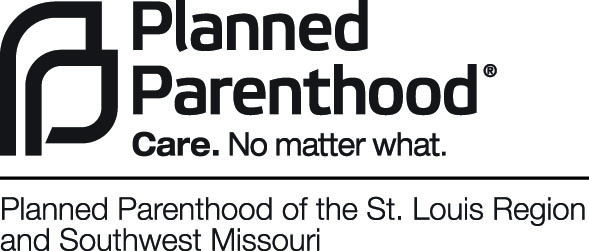 Planned
Parenthood®
Care. No matter what.
Planned Parenthood of the St. Louis Region
and Southwest Missouri